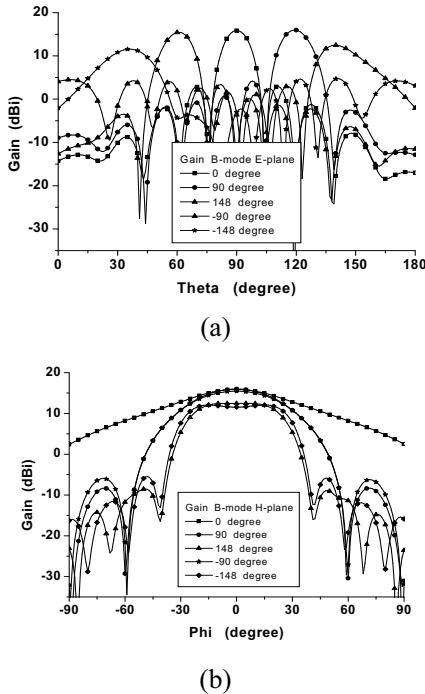 20
10
0
-10
-20
-30
Gain (dBi)
Gain B-mode E-plane
0 degree
90 degree
148 degree
-90 degree
-148 degree
0 30 60 90 120 150 180
Theta (degree)
(a)
20
10
0
-10
-20
-30
Gain (dBi)
Gain B-mode H-plane
0 degree
90 degree
148 degree
-90 degree
-148 degree
-90 -60 -30 0 30 60 90
Phi (degree)
(b)